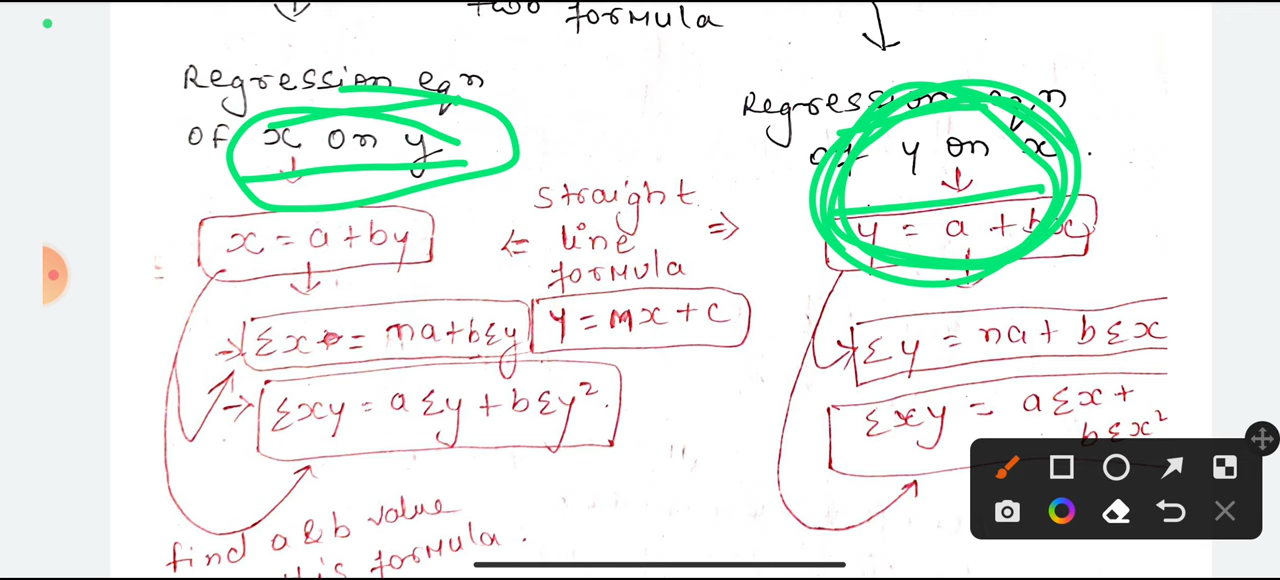 two
formula
Regression eqn
of x on y
x = a + by
Σx = na + bΣy
Σxy = aΣy + bΣy².
find a & b value
this formula.
straight
⇐ line ⇒
formula
y = mx + c
Regression eqn
of y on x.
y = a + bx
Σy = na + bΣx
Σxy = aΣx +
bΣx²